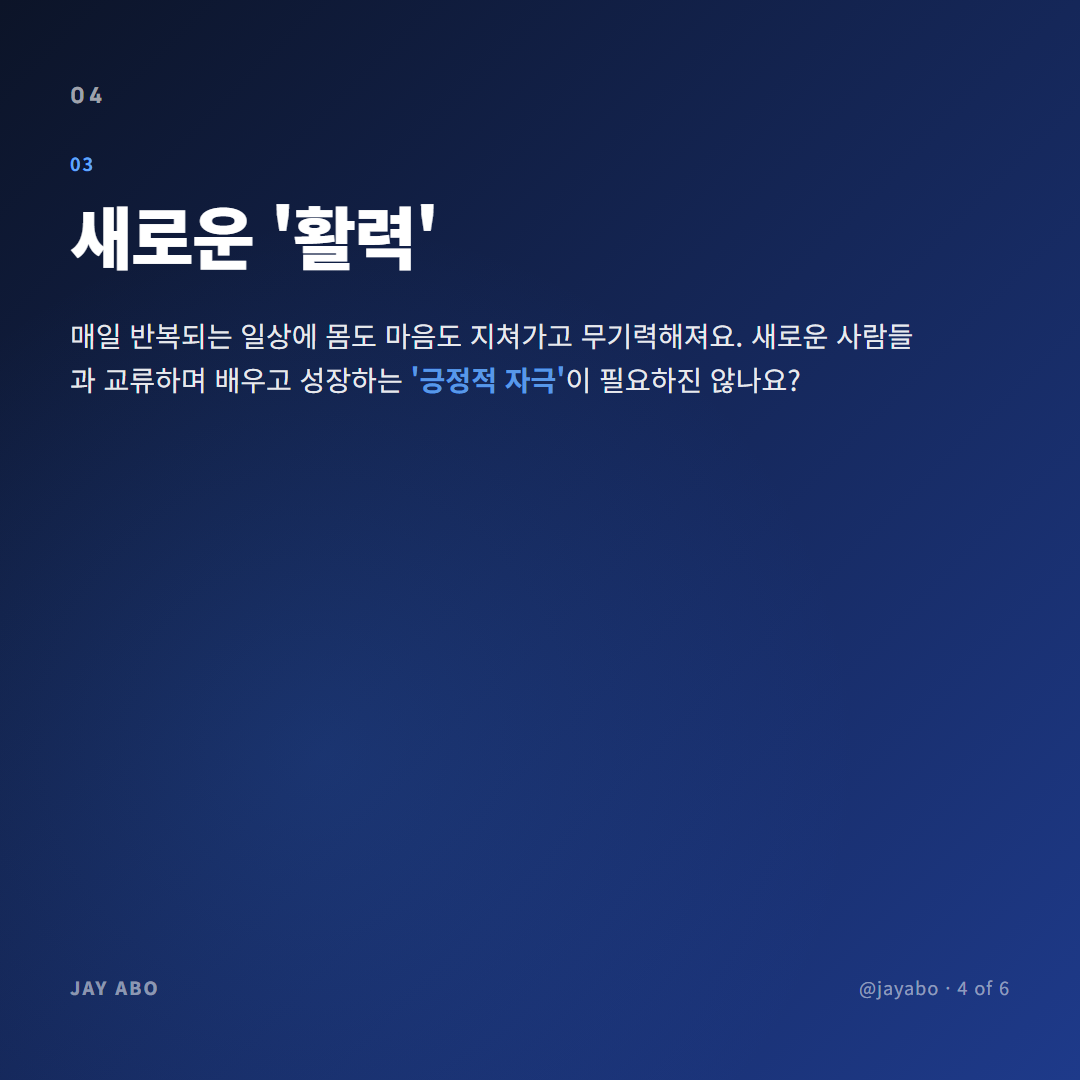 04
03
새로운 '활력'
매일 반복되는 일상에 몸도 마음도 지쳐가고 무기력해져요. 새로운 사람들
과 교류하며 배우고 성장하는 '긍정적 자극'이 필요하진 않나요?
JAY ABO
@jayabo · 4 of 6